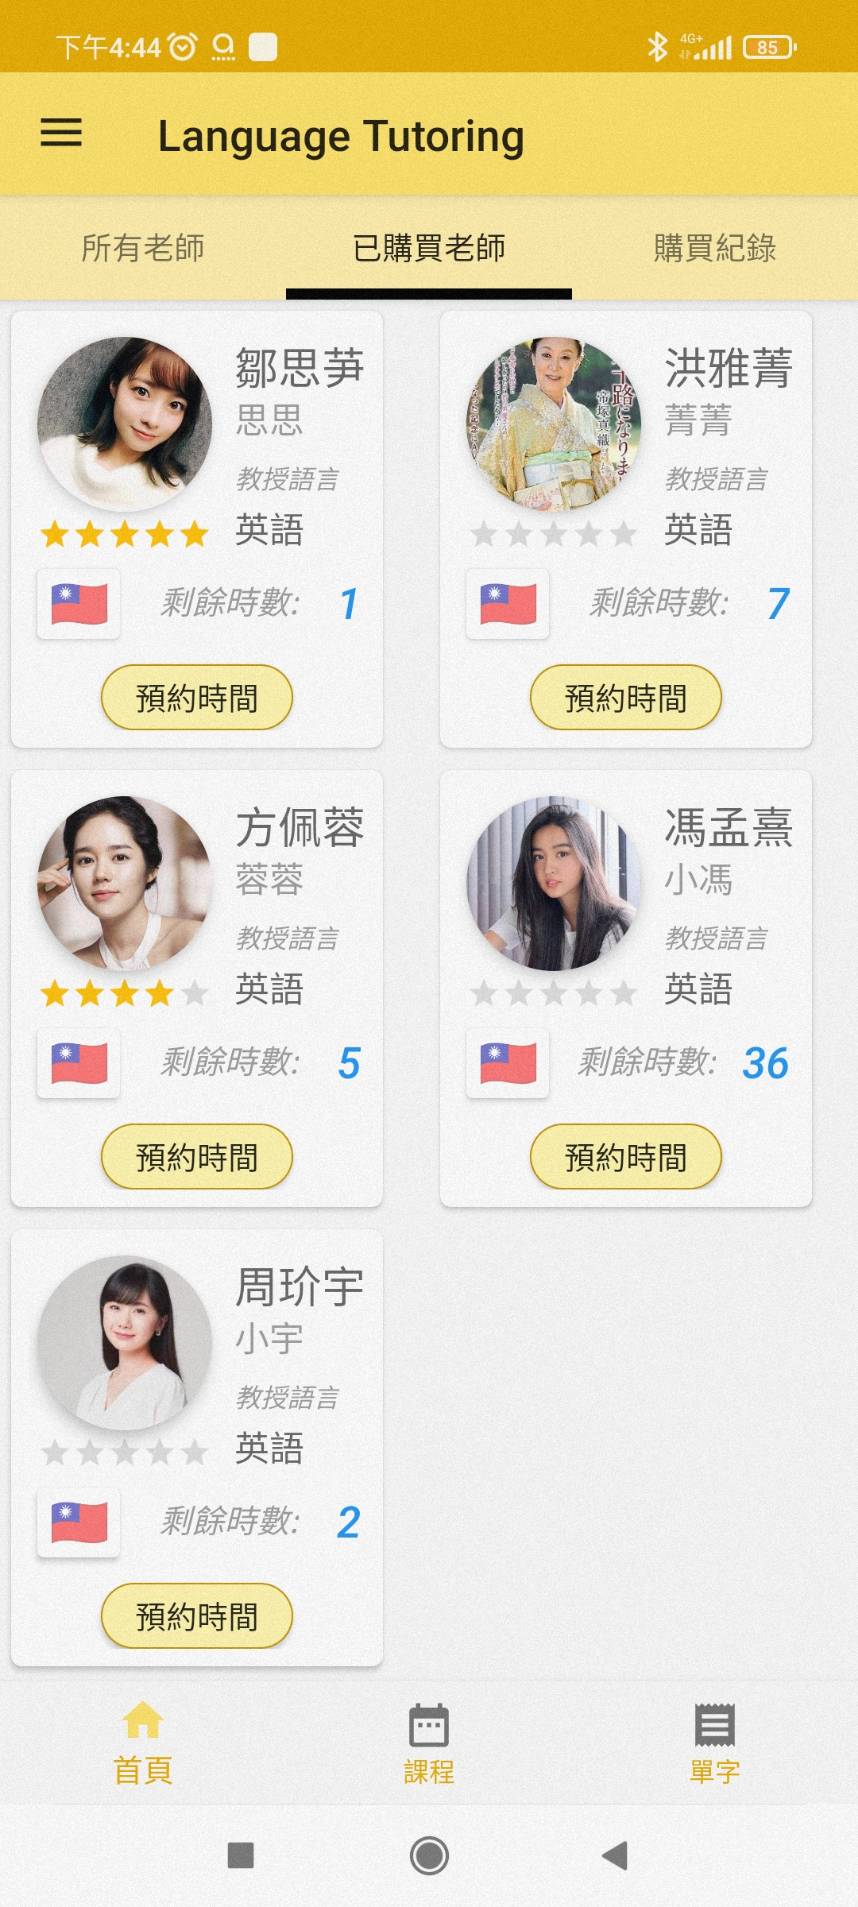 下午4:44
4G+
85
Language Tutoring
所有老師
已購買老師
購買紀錄
鄒思芛
思思
教授語言
英語
剩餘時數: 1
預約時間
洪雅菁
菁菁
教授語言
英語
剩餘時數: 7
預約時間
方佩蓉
蓉蓉
教授語言
英語
剩餘時數: 5
預約時間
馮孟熹
小馮
教授語言
英語
剩餘時數: 36
預約時間
周玠宇
小宇
教授語言
英語
剩餘時數: 2
預約時間
首頁
課程
單字